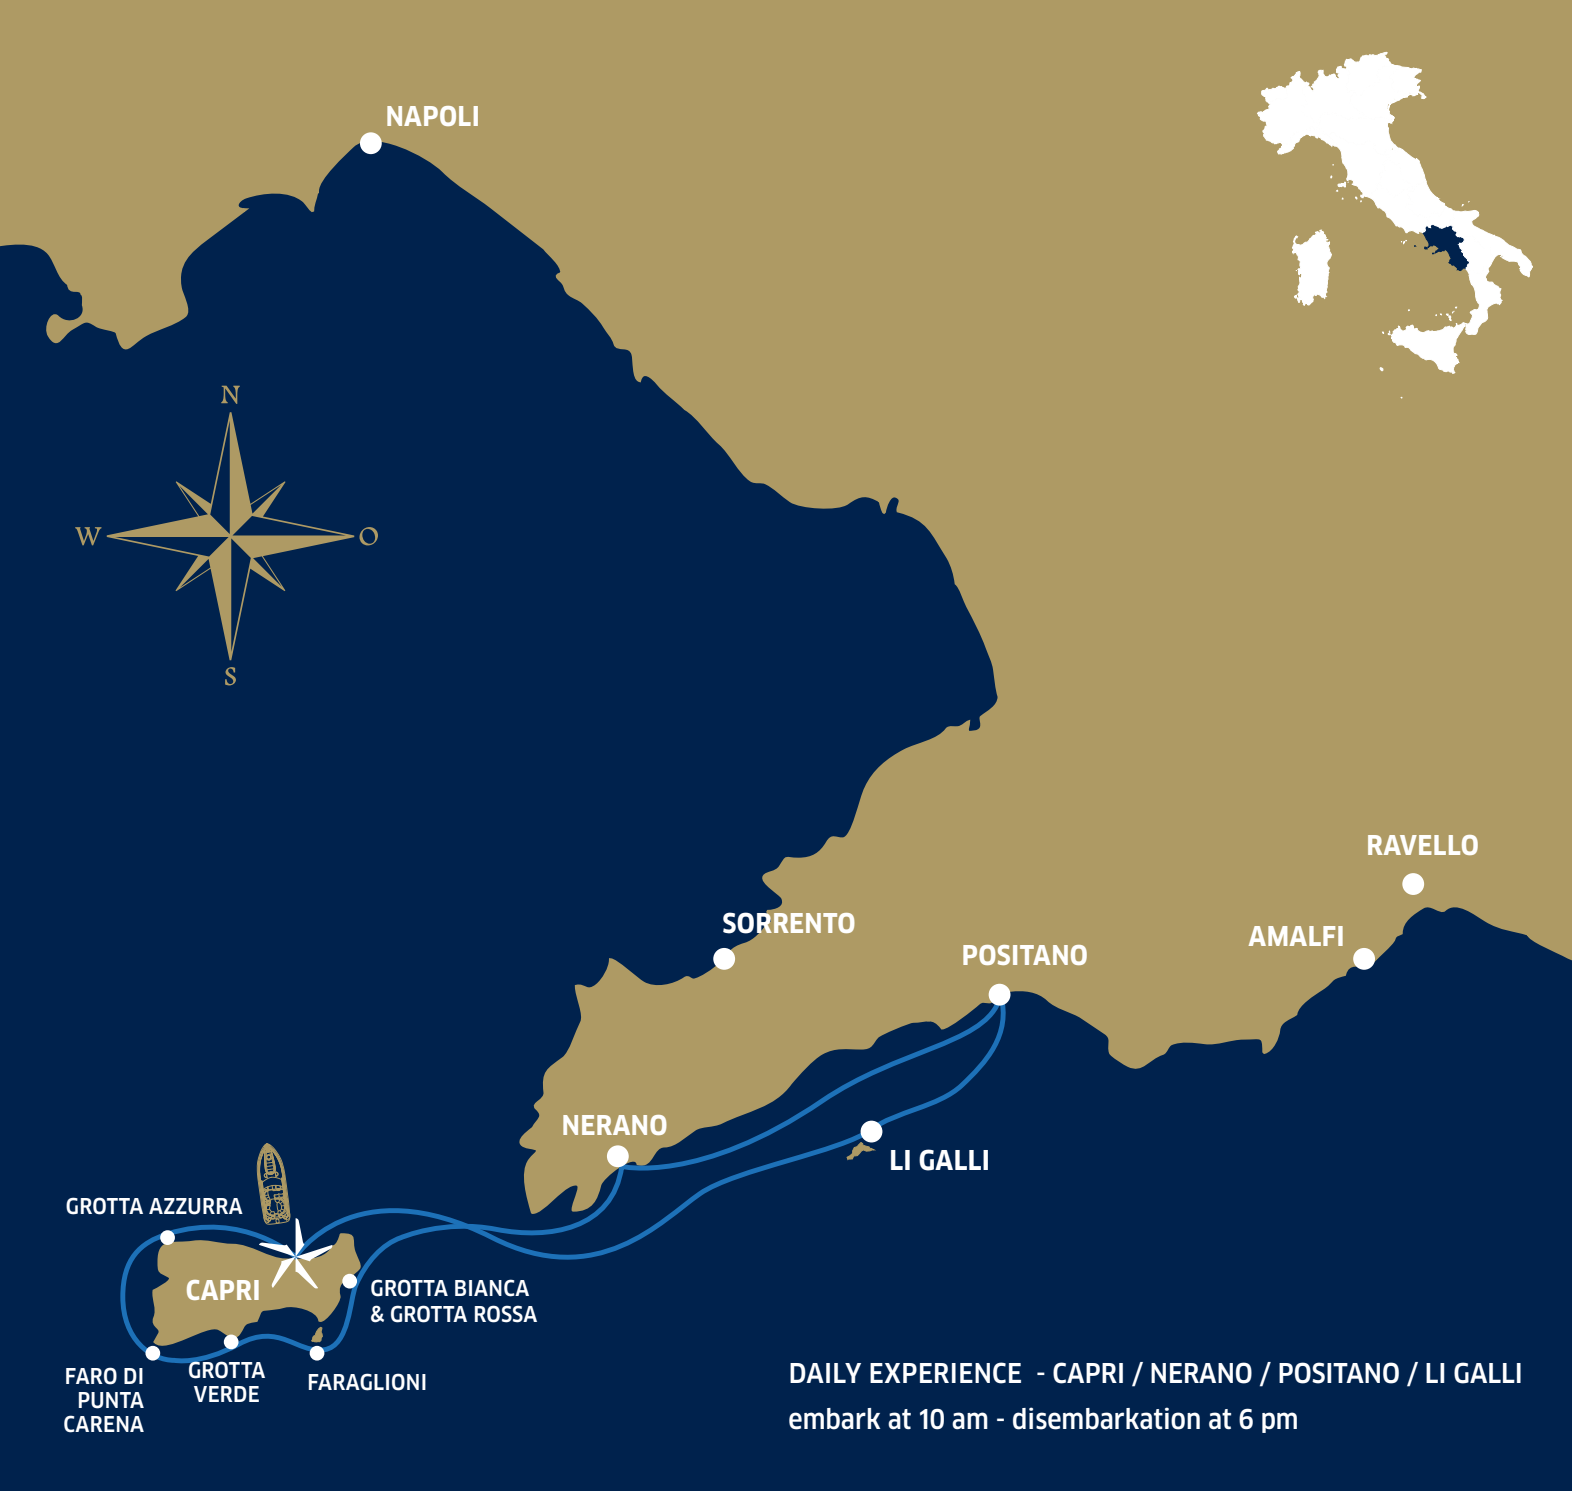 NAPOLI
N
W
O
S
RAVELLO
SORRENTO
AMALFI
POSITANO
NERANO
LI GALLI
GROTTA AZZURRA
CAPRI
GROTTA BIANCA
& GROTTA ROSSA
FARO DI
PUNTA
CARENA
GROTTA
VERDE
FARAGLIONI
DAILY EXPERIENCE - CAPRI / NERANO / POSITANO / LI GALLI
embark at 10 am - disembarkation at 6 pm